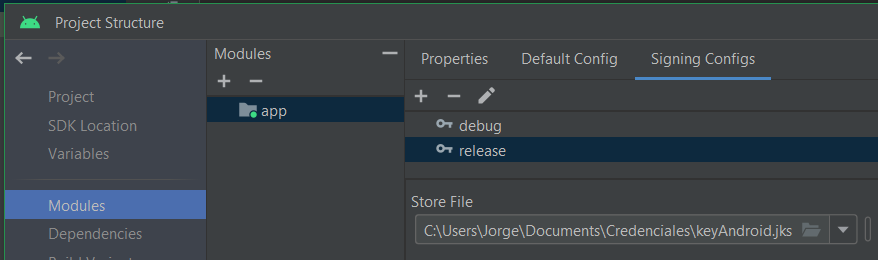 Project Structure
Modules
Properties
Default Config
Signing Configs
Project
SDK Location
Variables
Modules
Dependencies
app
debug
release
Store File
C:\Users\Jorge\Documents\Credenciales\keyAndroid.jks